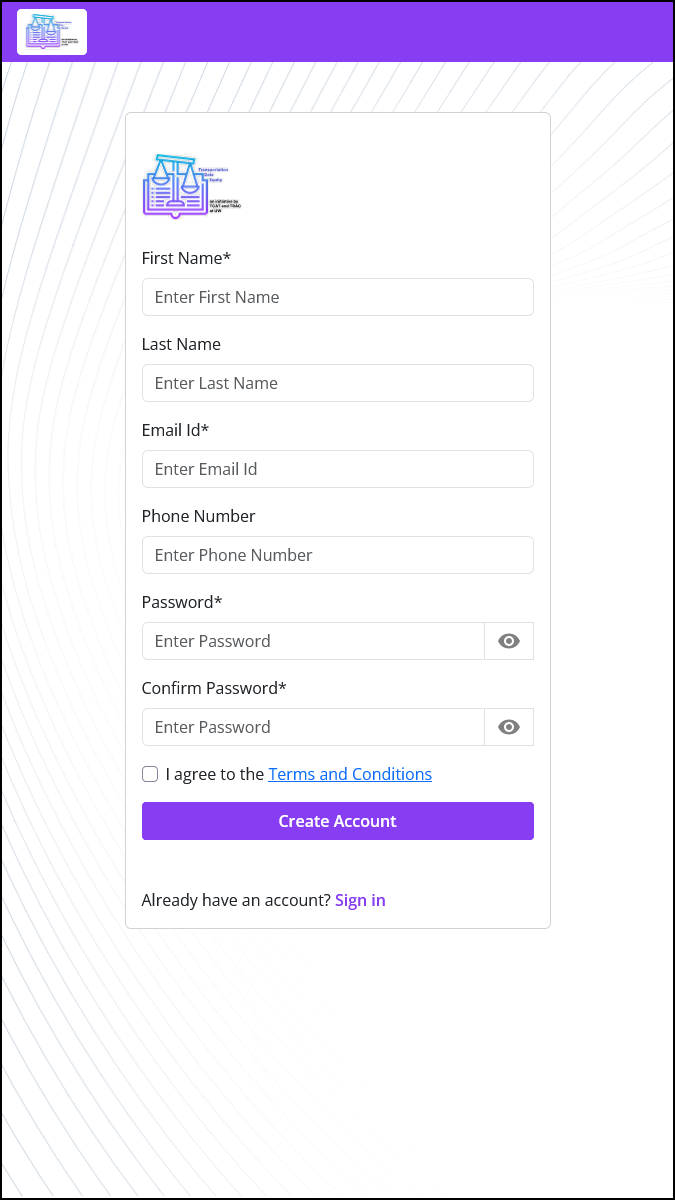 Transportation
Data
Equity
an initiative by
TCAT and TRAC
at UW
First Name*
Enter First Name
Last Name
Enter Last Name
Email Id*
Enter Email Id
Phone Number
Enter Phone Number
Password*
Enter Password
Confirm Password*
Enter Password
I agree to the Terms and Conditions
Create Account
Already have an account? Sign in